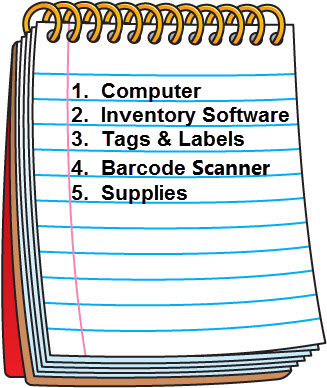 1. Computer
2. Inventory Software
3. Tags & Labels
4. Barcode Scanner
5. Supplies